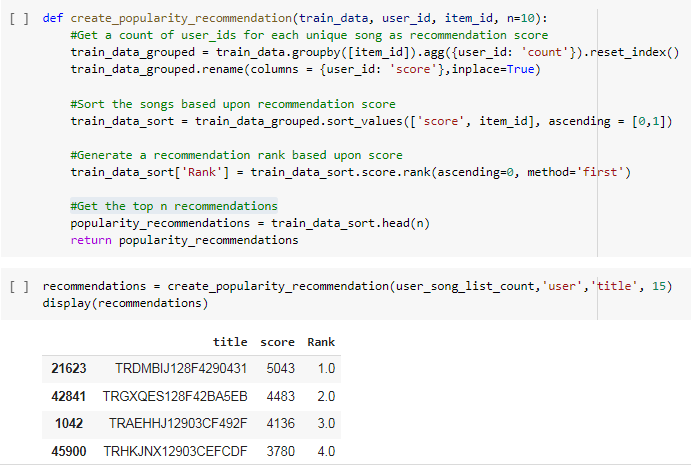 [ ] def create_popularity_recommendation(train_data, user_id, item_id, n=10):
#Get a count of user_ids for each unique song as recommendation score
train_data_grouped = train_data.groupby([item_id]).agg({user_id: 'count'}).reset_index()
train_data_grouped.rename(columns = {user_id: 'score'},inplace=True)
#Sort the songs based upon recommendation score
train_data_sort = train_data_grouped.sort_values(['score', item_id], ascending = [0,1])
#Generate a recommendation rank based upon score
train_data_sort['Rank'] = train_data_sort.score.rank(ascending=0, method='first')
#Get the top n recommendations
popularity_recommendations = train_data_sort.head(n)
return popularity_recommendations
[ ] recommendations = create_popularity_recommendation(user_song_list_count,'user','title', 15)
display(recommendations)
title score Rank
21623 TRDMBIJ128F4290431 5043 1.0
42841 TRGXQES128F42BA5EB 4483 2.0
1042 TRAEHHJ12903CF492F 4136 3.0
45900 TRHKJNX12903CEFCDF 3780 4.0